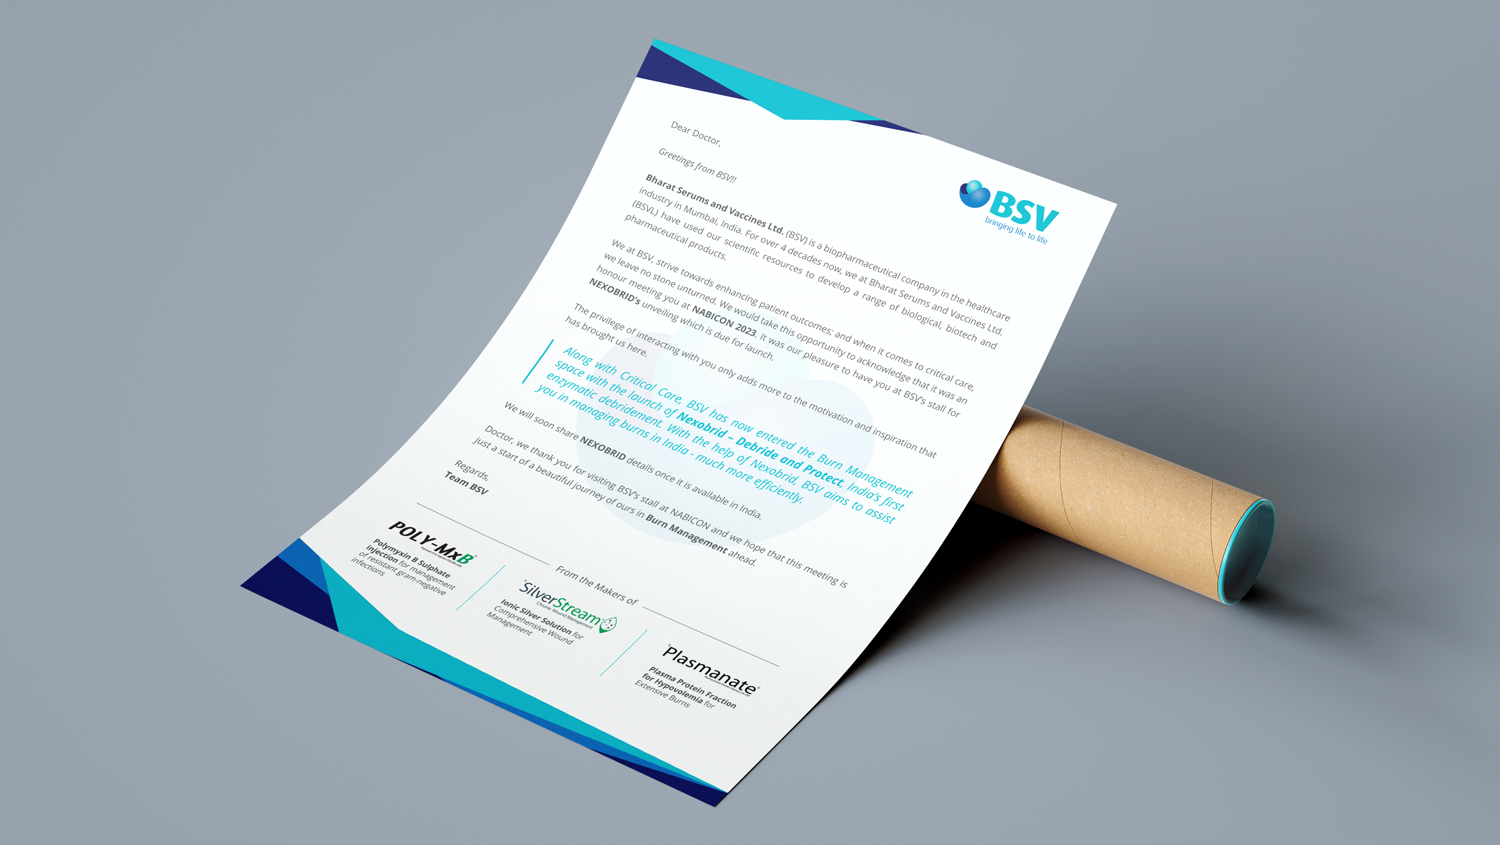 Dear Doctor,
BSV
bringing life to life
Greetings from BSV!!
Bharat Serums and Vaccines Ltd. (BSV) is a biopharmaceutical company in the healthcare
industry in Mumbai, India. For over 4 decades now, we at Bharat Serums and Vaccines Ltd.
(BSVL) have used our scientific resources to develop a range of biological, biotech and
pharmaceutical products.
We at BSV, strive towards enhancing patient outcomes; and when it comes to critical care,
we leave no stone unturned. We would take this opportunity to acknowledge that it was an
honour meeting you at NABICON 2023. It was our pleasure to have you at BSV's stall for
NEXOBRID's unveiling which is due for launch.
The privilege of interacting with you only adds more to the motivation and inspiration that
has brought us here.
Along with Critical Care, BSV has now entered the Burn Management
space with the launch of Nexobrid – Debride and Protect, India's first
enzymatic debridement. With the help of Nexobrid, BSV aims to assist
you in managing burns in India - much more efficiently.
We will soon share NEXOBRID details once it is available in India.
Doctor, we thank you for visiting BSV's stall at NABICON and we hope that this meeting is
just a start of a beautiful journey of ours in Burn Management ahead.
Regards,
Team BSV
From the Makers of
POLY-MxB
Polymyxin B Sulphate
Injection for management
of resistant gram-negative
infections
SilverStream
Chronic Wound Management
Ionic Silver Solution for
Comprehensive Wound
Management
Plasmanate
Plasma Protein Fraction
for Hypovolemia for
Extensive Burns